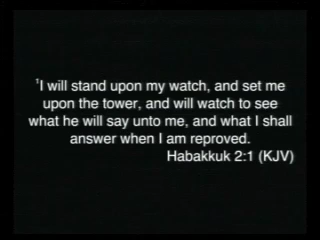 ¹I will stand upon my watch, and set me
upon the tower, and will watch to see
what he will say unto me, and what I shall
answer when I am reproved.
Habakkuk 2:1 (KJV)